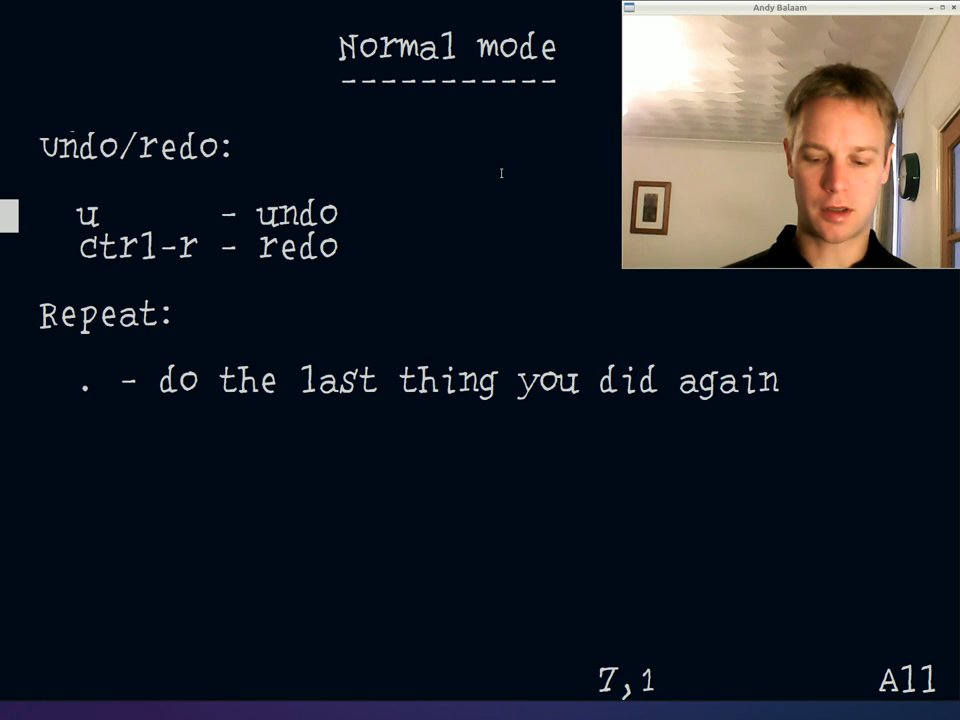 Andy Balaam
Normal mode
-----------
undo/redo:
u - undo
ctrl-r - redo
Repeat:
. - do the last thing you did again
7,1 All